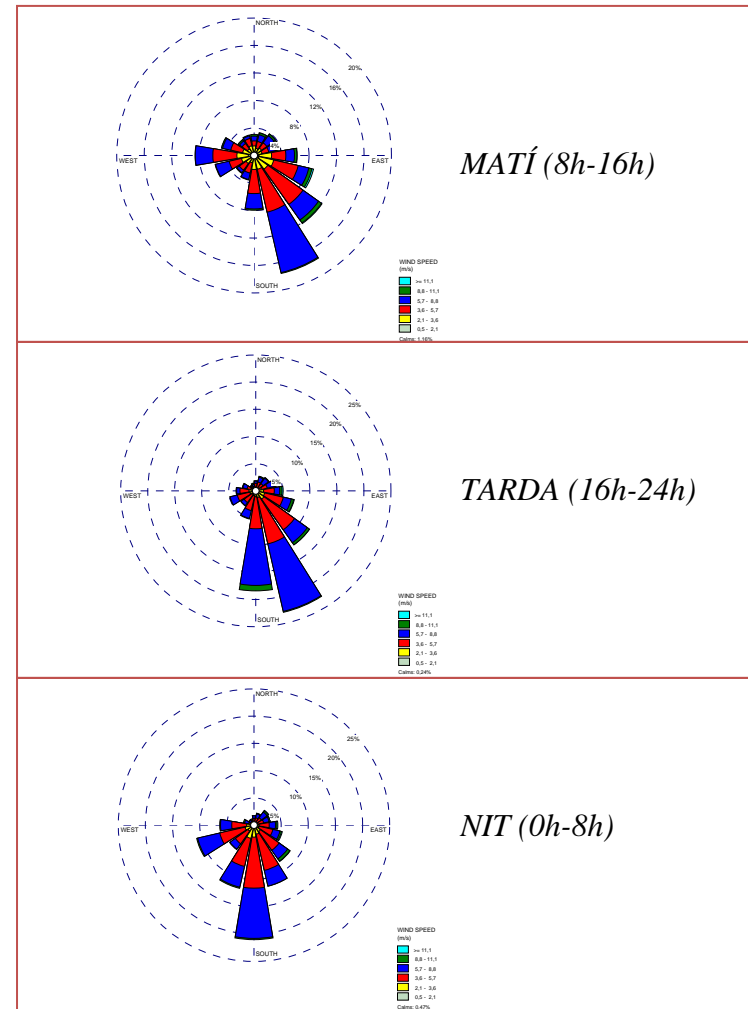 NORTH
20%
16%
12%
8%
4%
WEST
EAST
SOUTH
MATÍ (8h-16h)
WIND SPEED
(m/s)
>= 11,1
8,8 - 11,1
5,7 - 8,8
3,6 - 5,7
2,1 - 3,6
0,5 - 2,1
Calms: 1,16%
NORTH
25%
20%
15%
10%
5%
WEST
EAST
SOUTH
TARDA (16h-24h)
WIND SPEED
(m/s)
>= 11,1
8,8 - 11,1
5,7 - 8,8
3,6 - 5,7
2,1 - 3,6
0,5 - 2,1
Calms: 0,24%
NORTH
25%
20%
15%
10%
5%
WEST
EAST
SOUTH
NIT (0h-8h)
WIND SPEED
(m/s)
>= 11,1
8,8 - 11,1
5,7 - 8,8
3,6 - 5,7
2,1 - 3,6
0,5 - 2,1
Calms: 0,47%